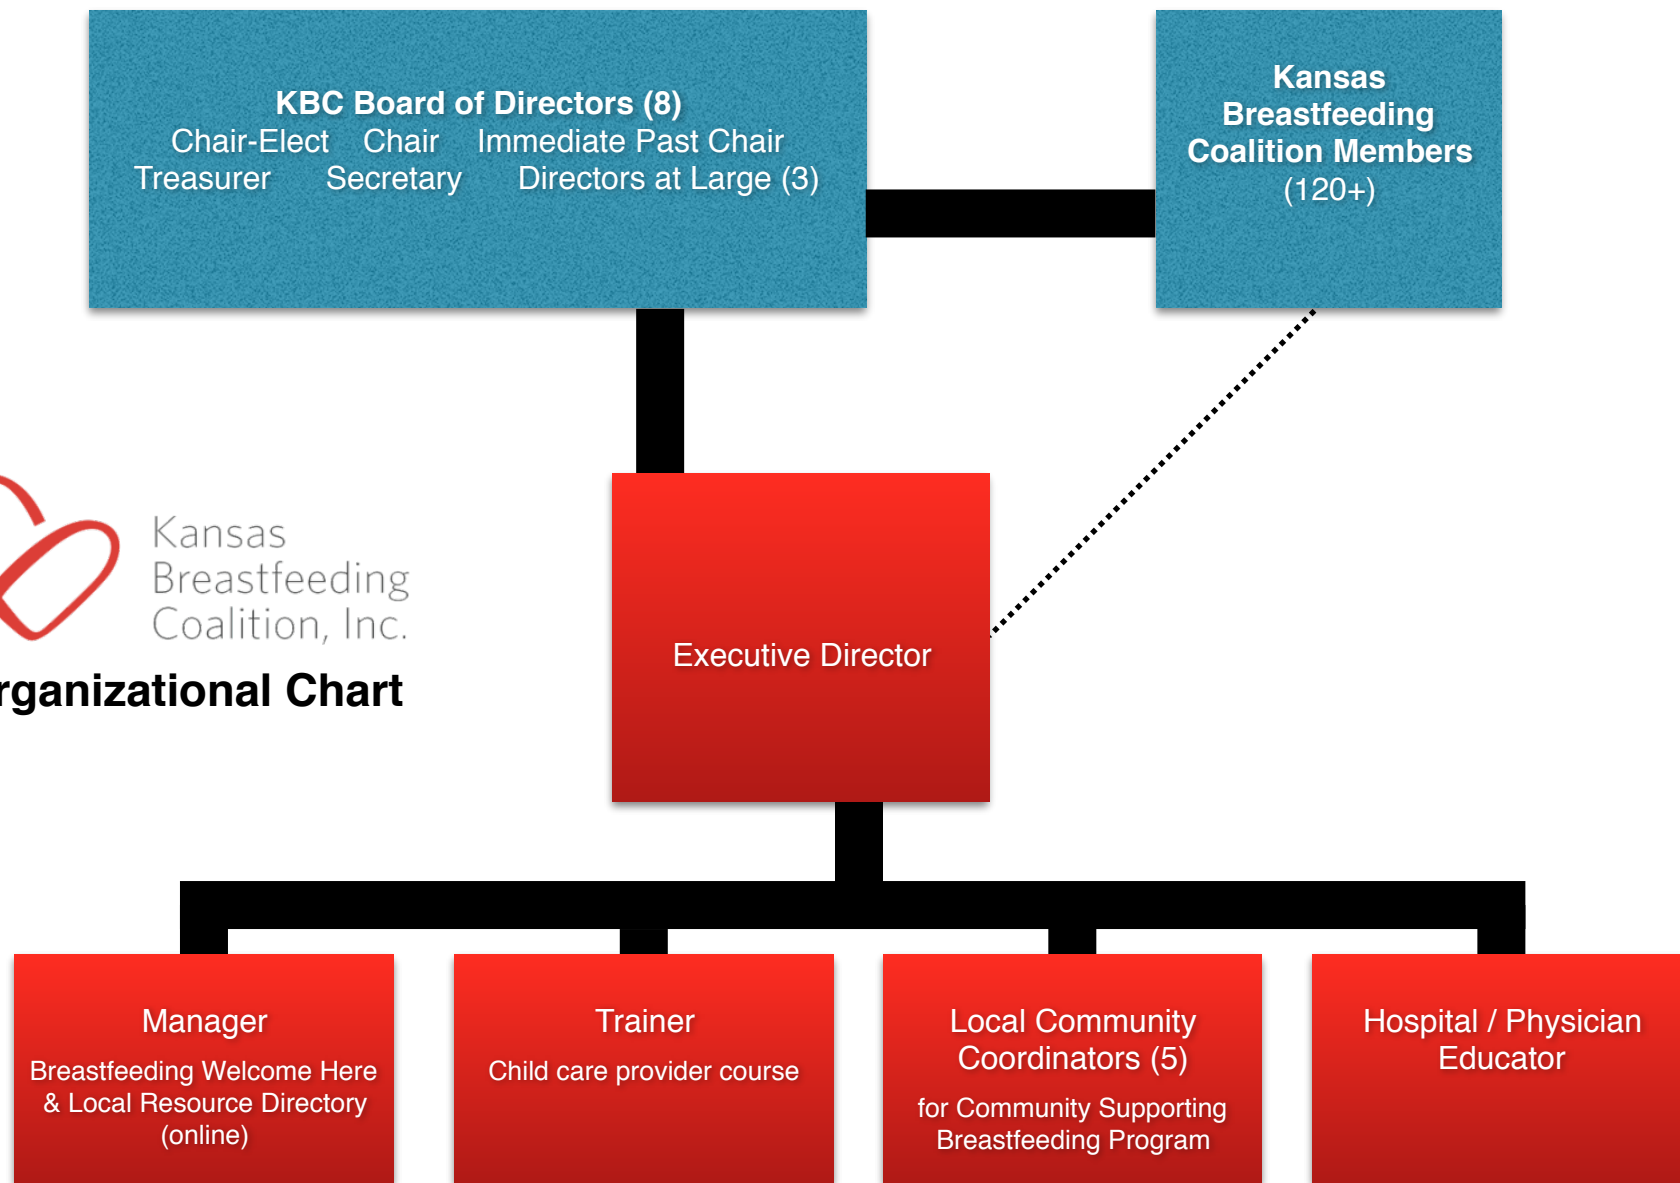 KBC Board of Directors (8)
Chair-Elect Chair Immediate Past Chair
Treasurer Secretary Directors at Large (3)
Kansas
Breastfeeding
Coalition Members
(120+)
Kansas
Breastfeeding
Coalition, Inc.
rganizational Chart
Executive Director
Manager
Breastfeeding Welcome Here
& Local Resource Directory
(online)
Trainer
Child care provider course
Local Community
Coordinators (5)
for Community Supporting
Breastfeeding Program
Hospital / Physician
Educator